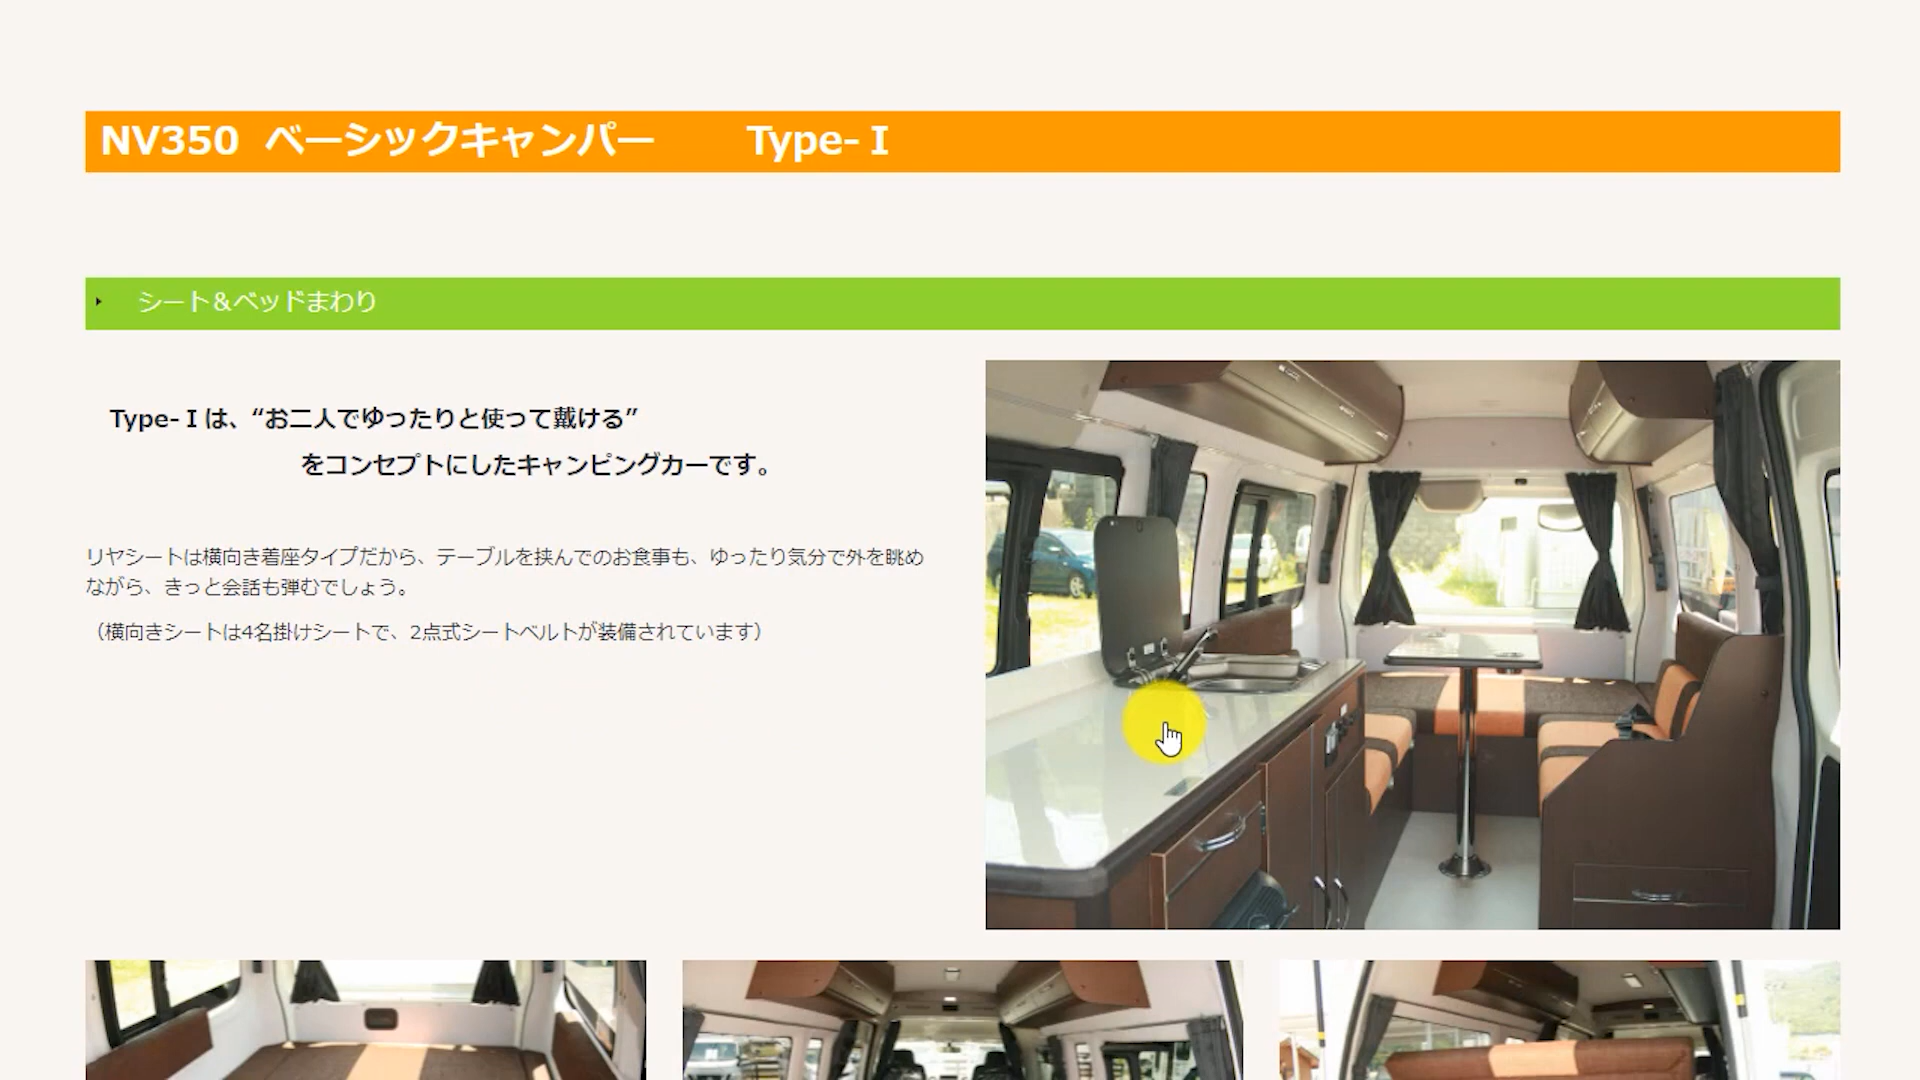 NV350 ベーシックキャンパー Type-Ⅰ
シート＆ベッドまわり
Type-Ⅰは、“お二人でゆったりと使って戴ける”
をコンセプトにしたキャンピングカーです。
リヤシートは横向き着座タイプだから、テーブルを挟んでのお食事も、ゆったり気分で外を眺め
ながら、きっと会話も弾むでしょう。
（横向きシートは4名掛けシートで、2点式シートベルトが装備されています）